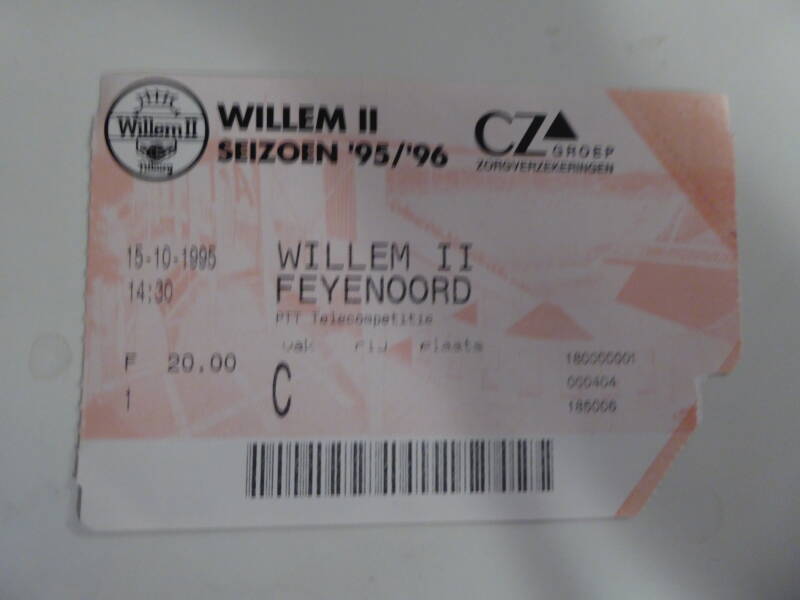 Willem II
Tilburg
WILLEM II
SEIZOEN '95/'96
CZ
GROEP
ZORGVERZEKERINGEN
15-10-1995 WILLEM II
14:30 FEYENOORD
PTT Telecompetitie
vak rij plaats
F 20.00 C
1
180000001
000404
186006